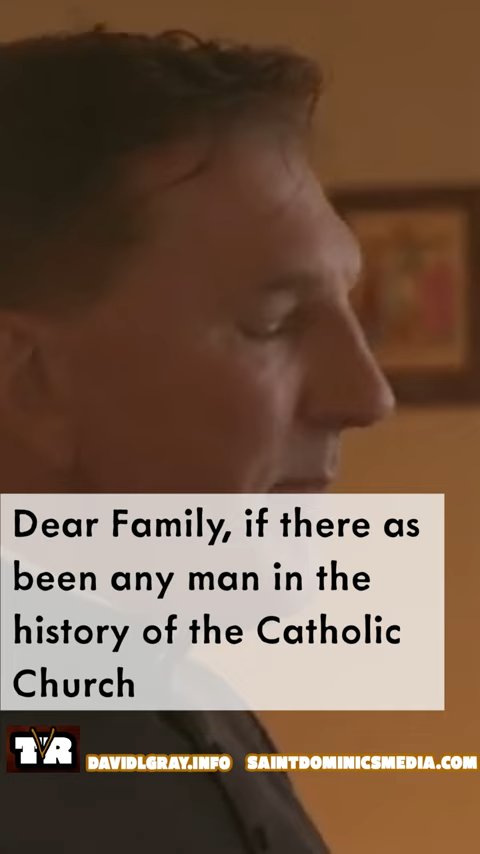 Dear Family, if there as
been any man in the
history of the Catholic
Church
TVR
DAVIDLGRAY.INFO SAINTDOMINICSMEDIA.COM